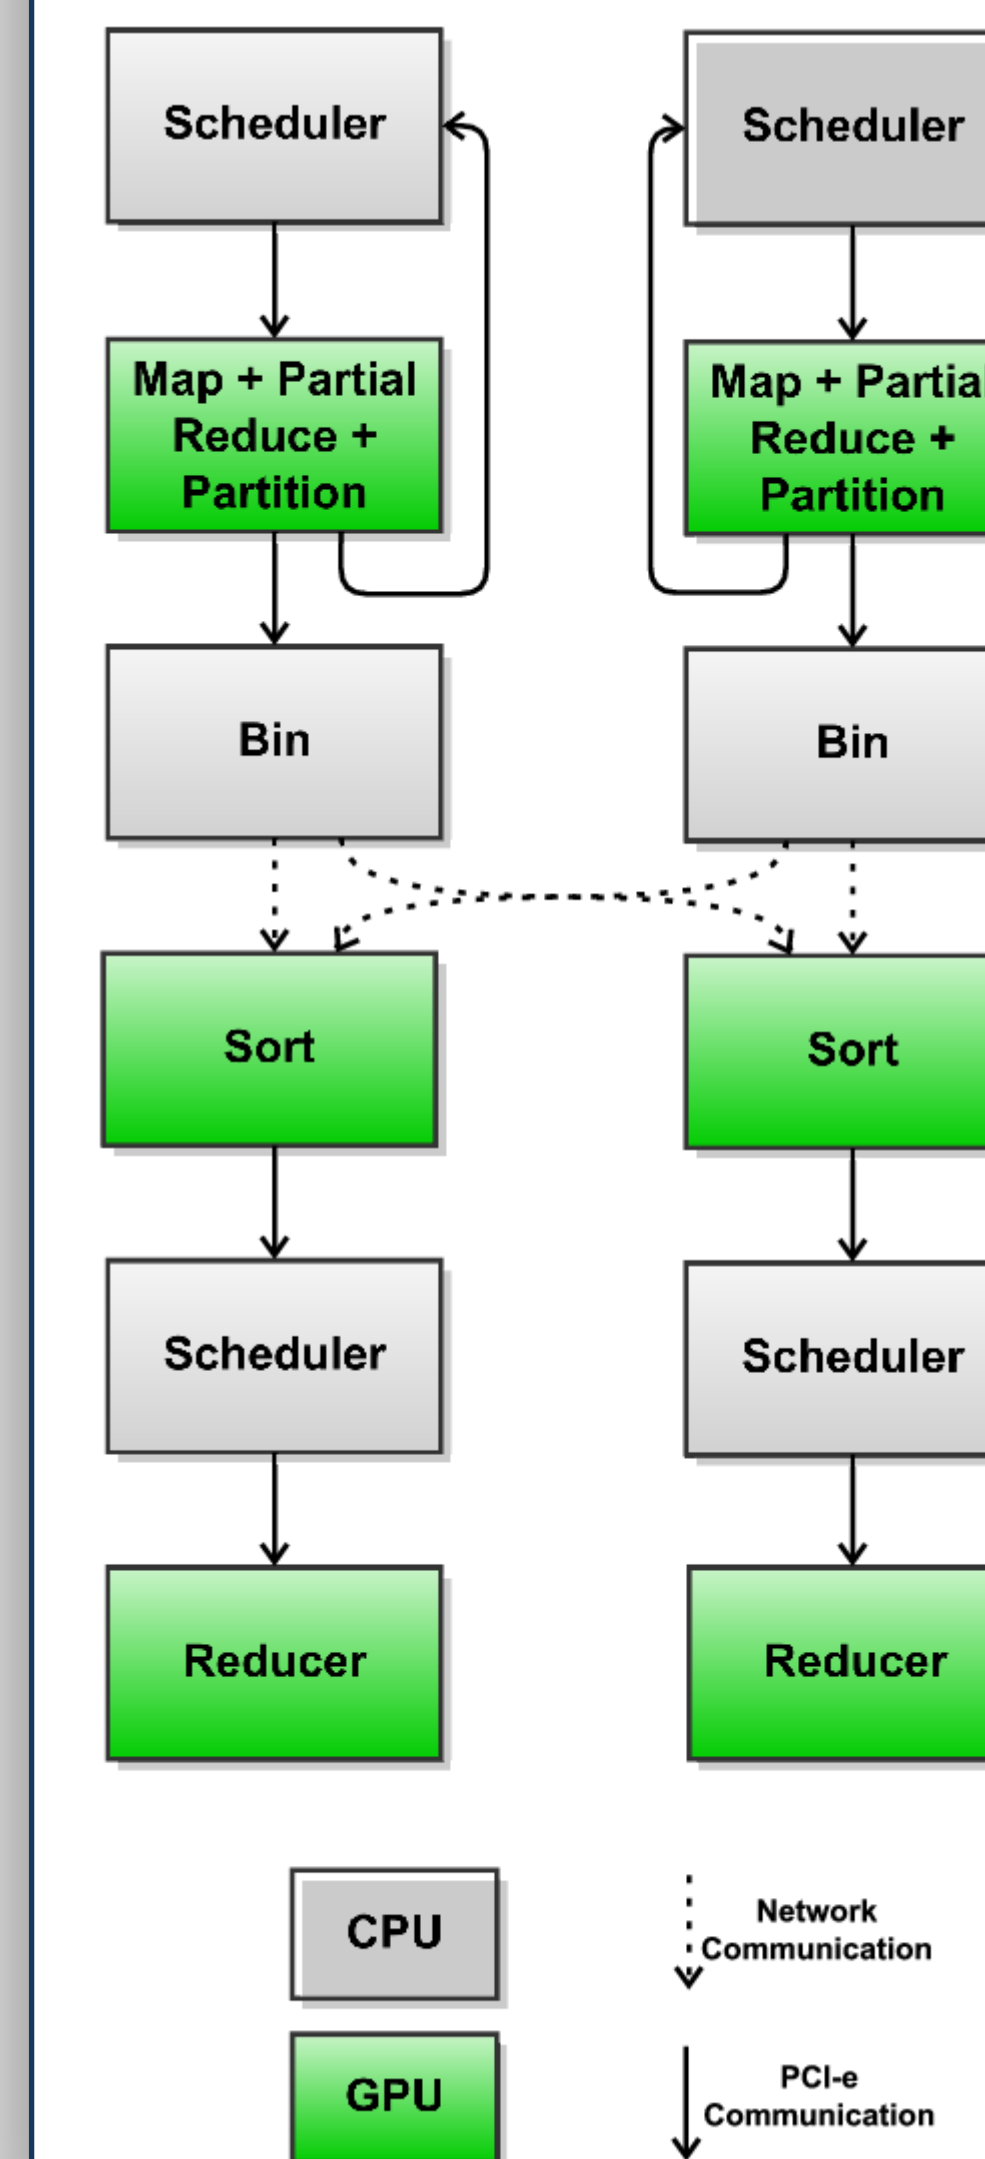 Scheduler
Scheduler
Map + Partial
Reduce +
Partition
Map + Partial
Reduce +
Partition
Bin
Bin
Sort
Sort
Scheduler
Scheduler
Reducer
Reducer
CPU
Network
Communication
GPU
PCI-e
Communication